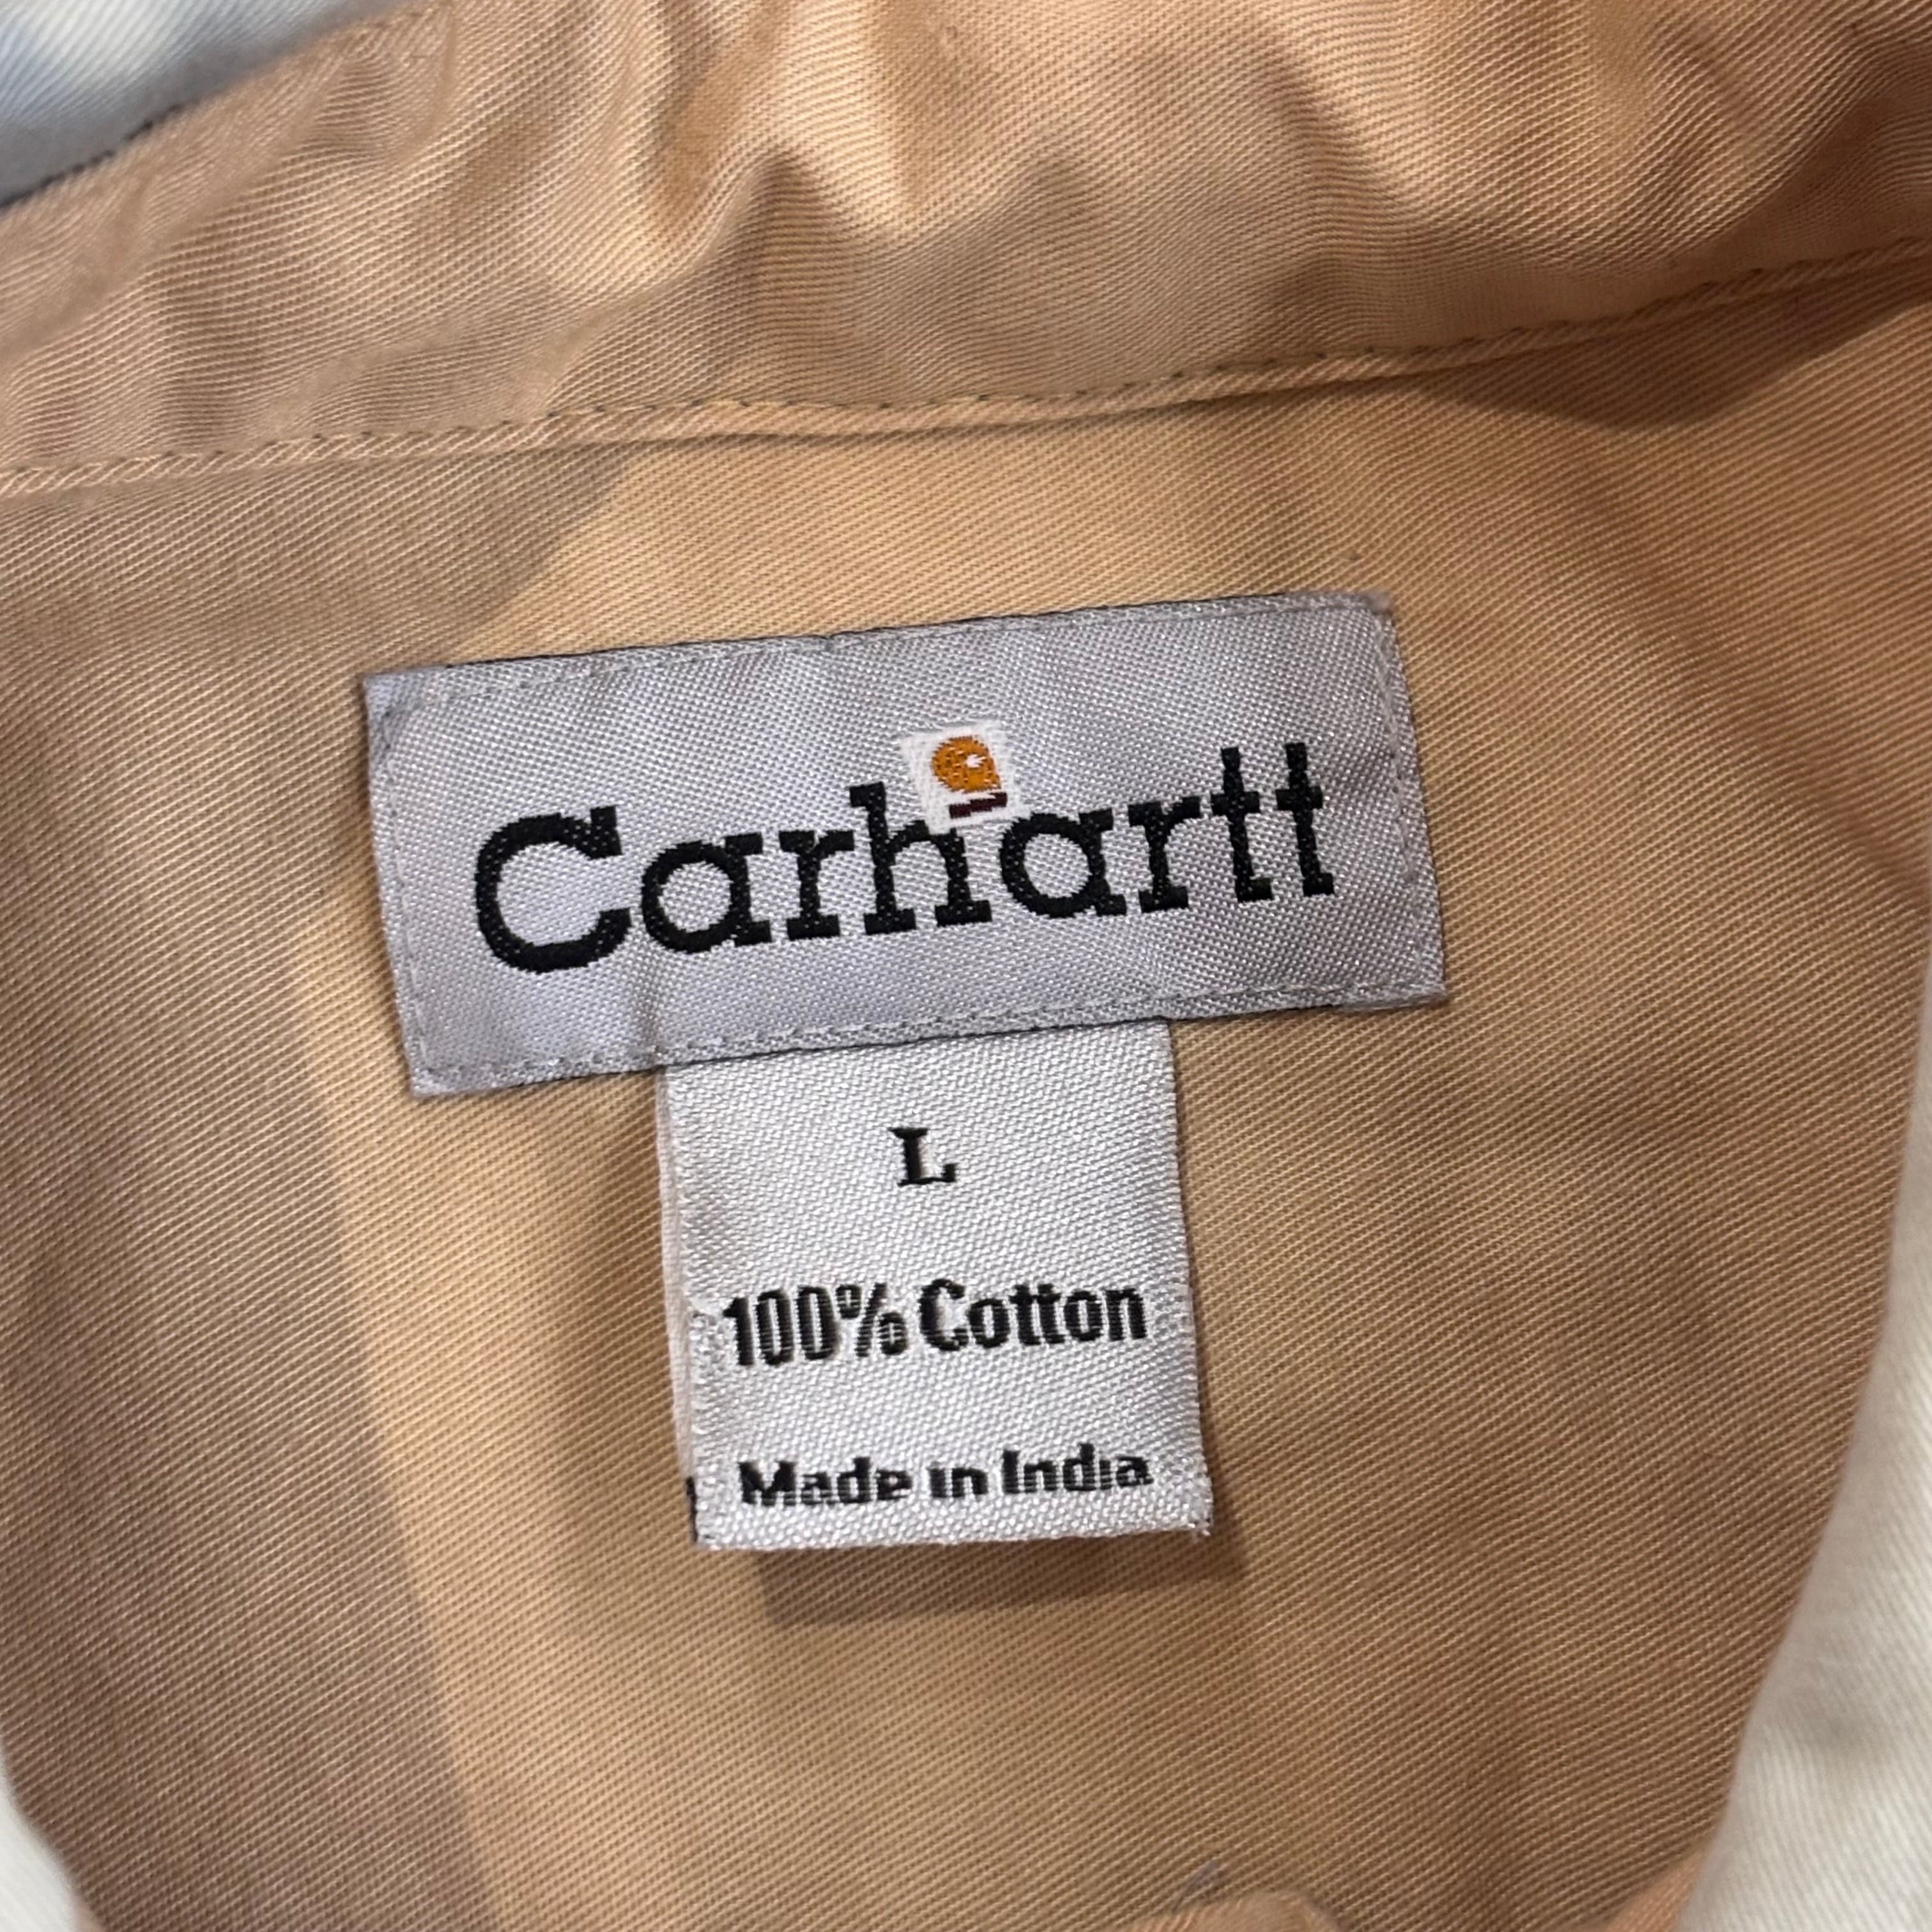 Carhartt
L
100% Cotton
Made in India